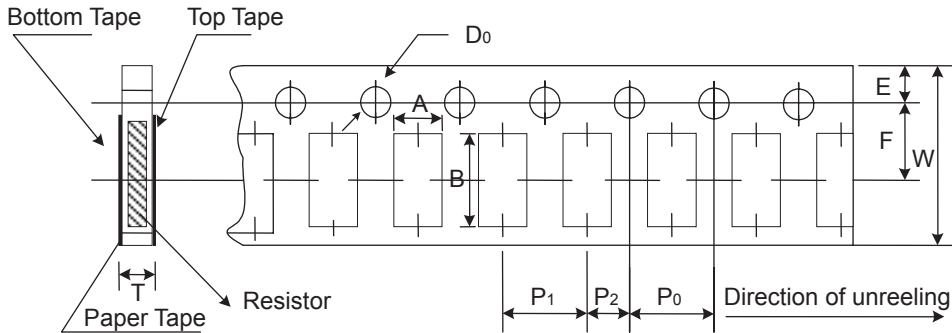 Bottom Tape
Top Tape
D0
E
A
F
W
B
T
Resistor
Paper Tape
P1
P2
P0
Direction of unreeling